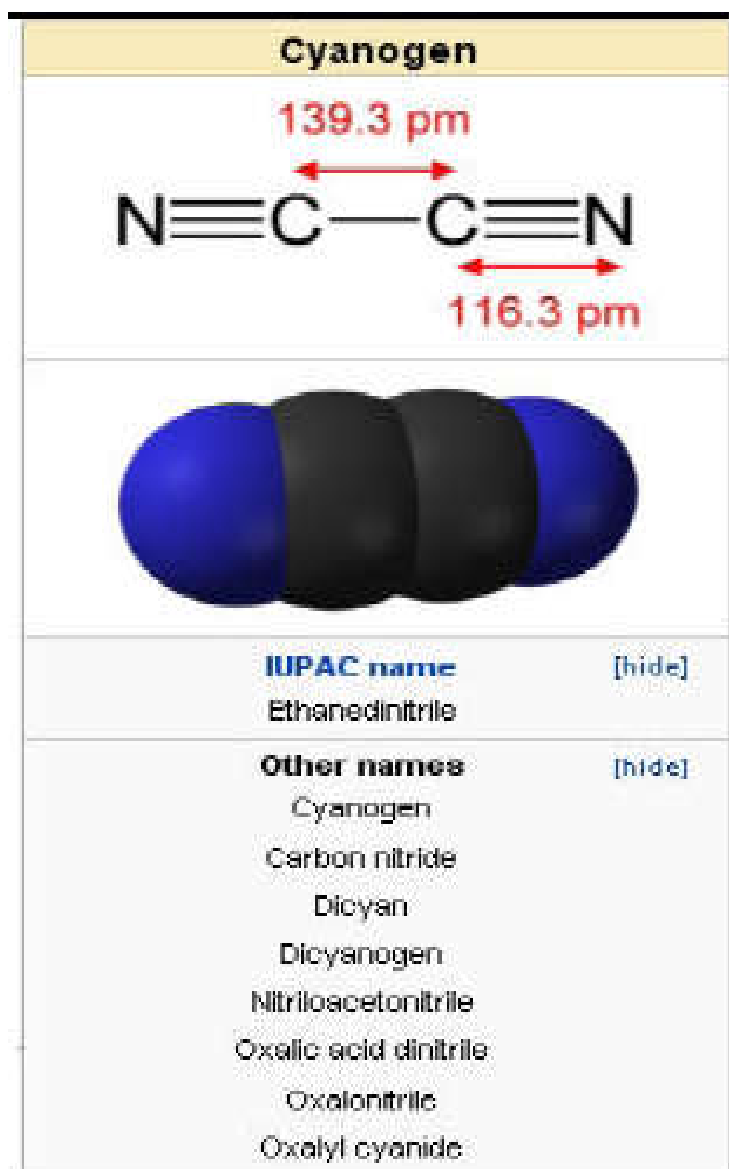 Cyanogen
139.3 pm
N≡C—C≡N
116.3 pm
IUPAC name [hide]
Ethanedinitrile
Other names [hide]
Cyanogen
Carbon nitride
Dicyan
Dicyanogen
Nitriloacetonitrile
Oxalic acid dinitrile
Oxalonitrile
Oxalyl cyanide